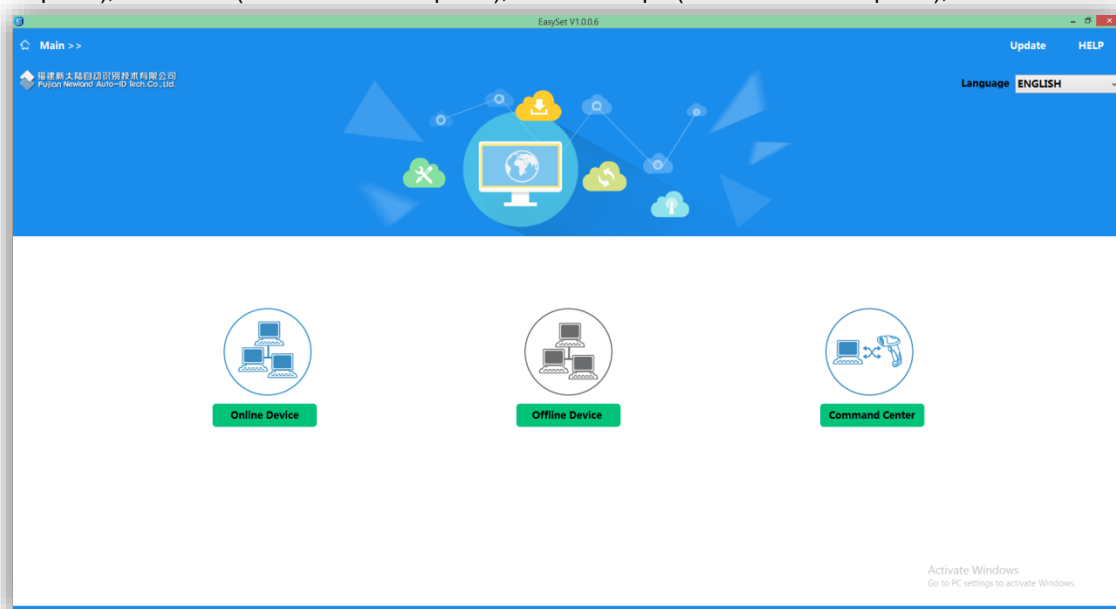 EasySet V1.0.0.6
Main >>
Update
HELP
福建新大陆自动识别技术有限公司
Fujian Newland Auto-ID Tech Co., Ltd.
Language ENGLISH
Online Device
Offline Device
Command Center
Activate Windows
Go to PC settings to activate Windows.